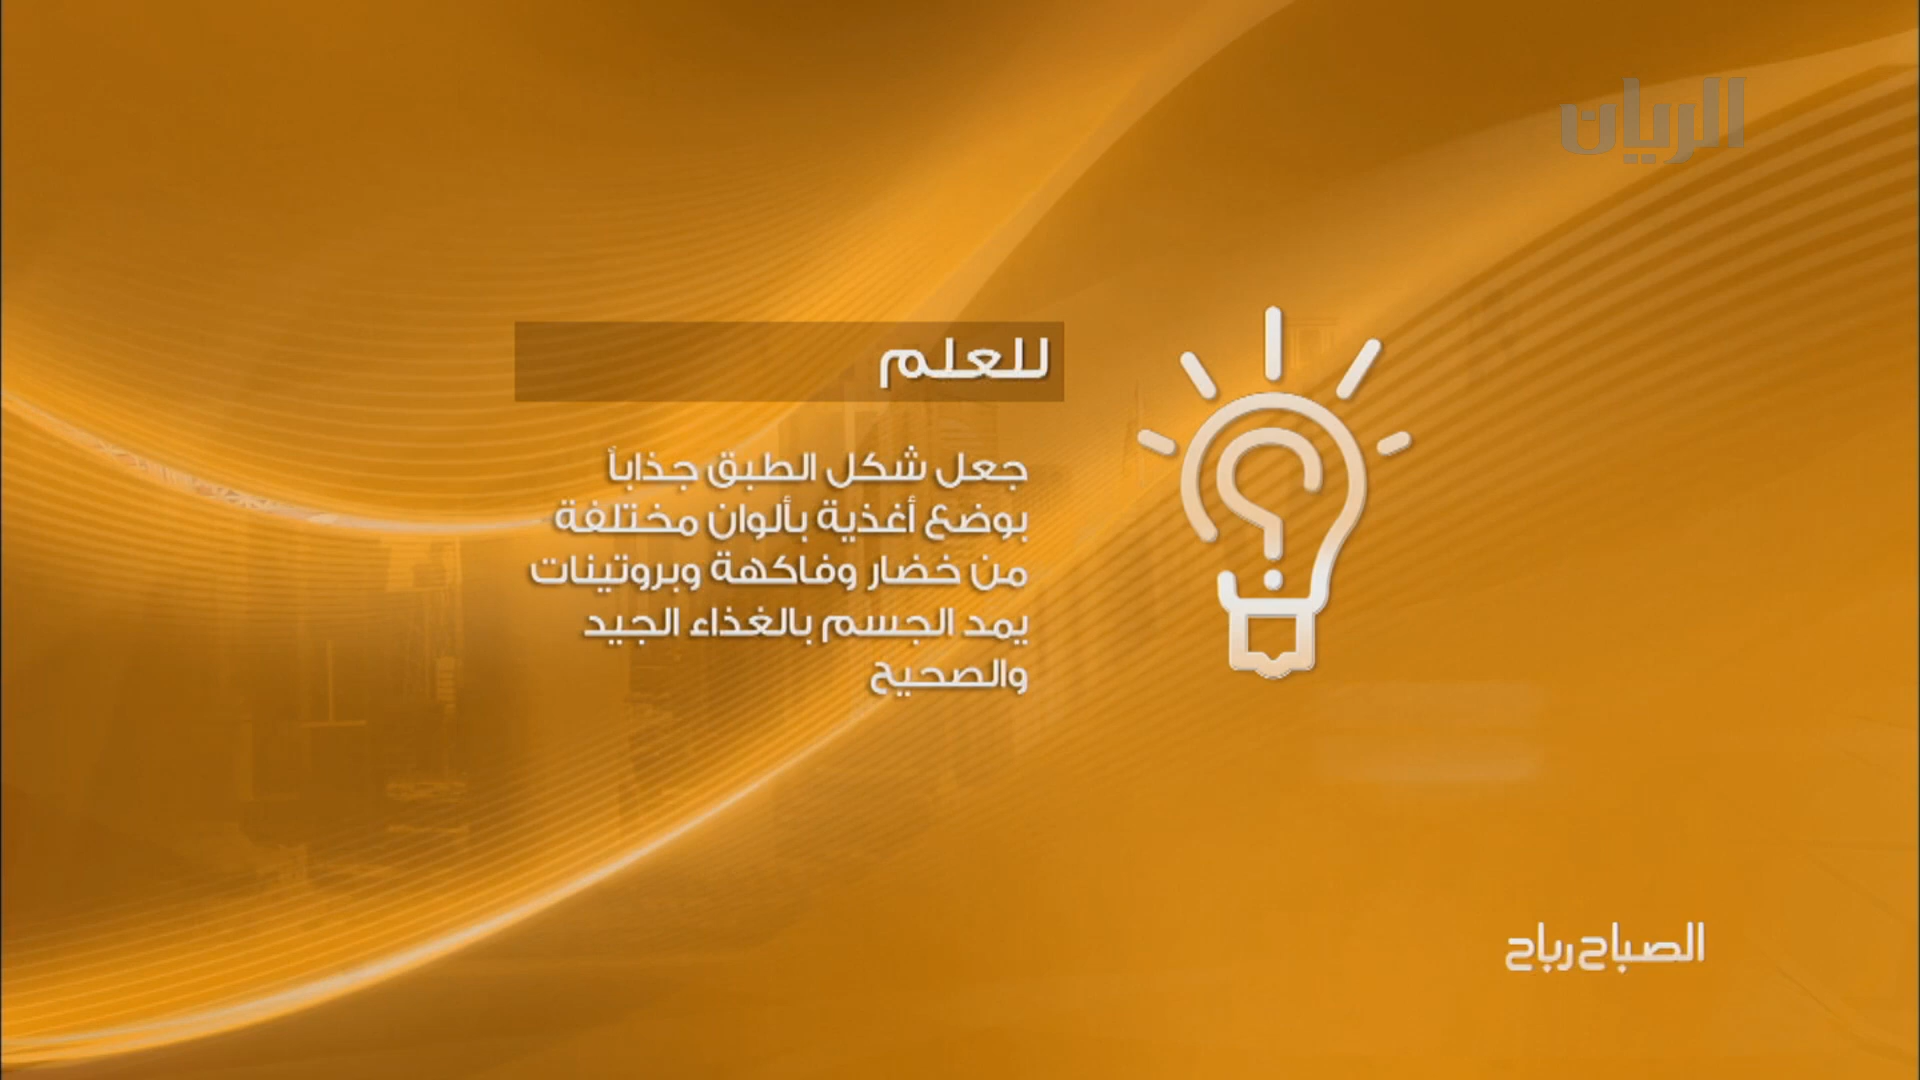 الريان
للعلم
جعل شكل الطبق جذاباً
بوضع أغذية بألوان مختلفة
من خضار وفاكهة وبروتينات
يمد الجسم بالغذاء الجيد
والصحيح
الصباح رباح